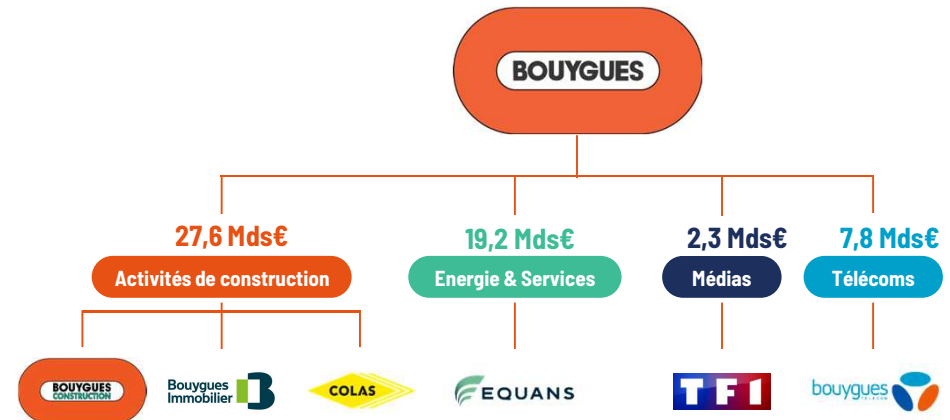 BOUYGUES
27,6 Mds€
19,2 Mds€
2,3 Mds€
7,8 Mds€
Activités de construction
Energie & Services
Médias
Télécoms
BOUYGUES
CONSTRUCTION
Bouygues
Immobilier
COLAS
EQUANS
TF1
bouygues
TELECOM